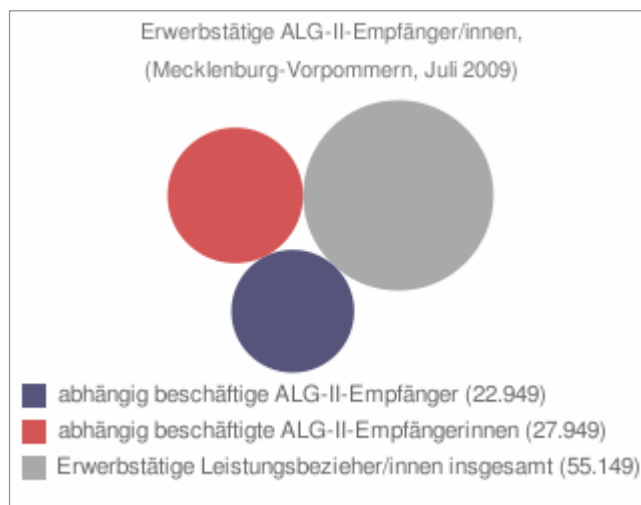 Erwerbstätige ALG-II-Empfänger/innen,
(Mecklenburg-Vorpommern, Juli 2009)
abhängig beschäftige ALG-II-Empfänger (22.949)
abhängig beschäftigte ALG-II-Empfängerinnen (27.949)
Erwerbstätige Leistungsbezieher/innen insgesamt (55.149)